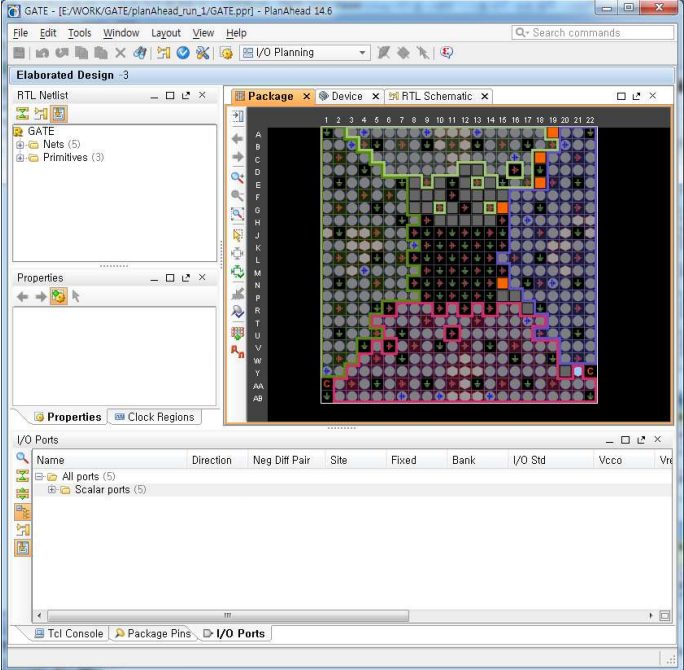 GATE - [E:/WORK/GATE/planAhead_run_1/GATE.ppr] - PlanAhead 14.6
File Edit Tools Window Layout View Help
Search commands
I/O Planning
Elaborated Design -3
RTL Netlist
Package Device RTL Schematic
GATE
Nets (5)
Primitives (3)
Properties
1 2 3 4 5 6 7 8 9 10 11 12 13 14 15 16 17 18 19 20 21 22
A
B
C
D
E
F
G
H
J
K
L
M
N
P
R
T
U
V
W
Y C
AA C
AB
Properties Clock Regions
I/O Ports
Name Direction Neg Diff Pair Site Fixed Bank I/O Std Vcco Vre
All ports (5)
Scalar ports (5)
Tcl Console Package Pins I/O Ports